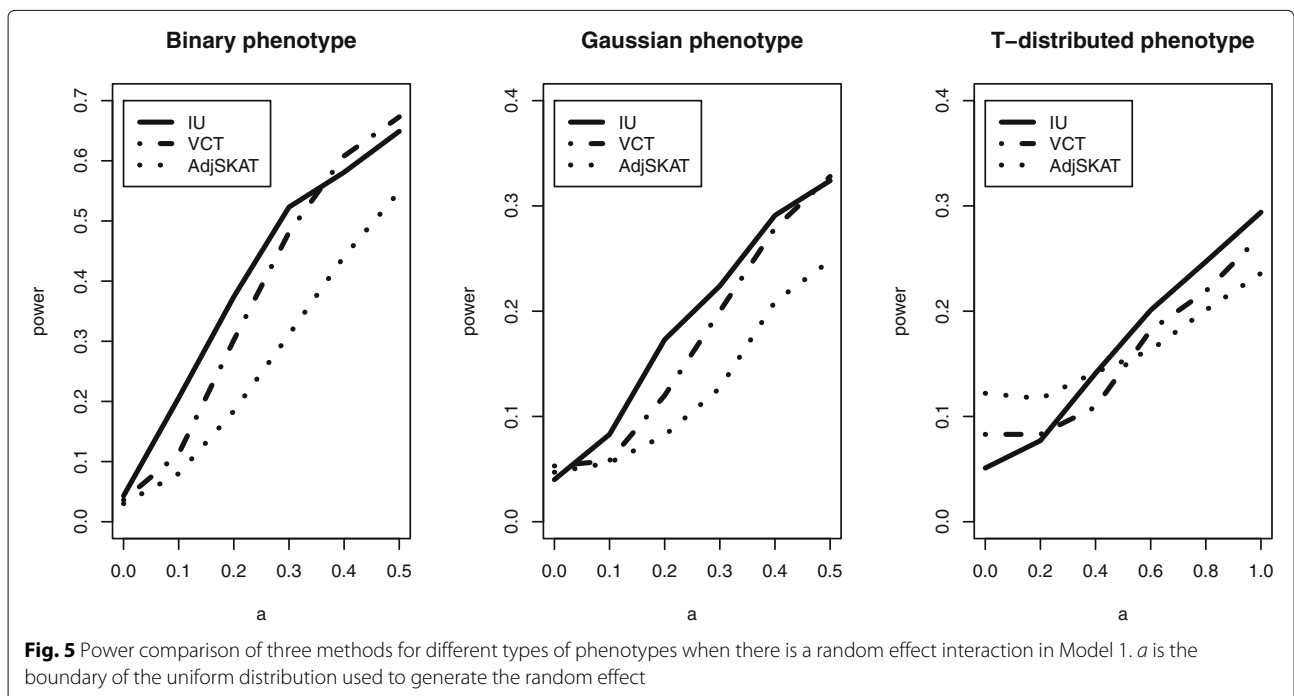 Binary phenotype
0.7
0.6
0.5
0.4
0.3
0.2
0.1
0.0
power
IU
VCT
AdjSKAT
0.0 0.1 0.2 0.3 0.4 0.5
a
Gaussian phenotype
0.4
0.3
0.2
0.1
0.0
power
IU
VCT
AdjSKAT
0.0 0.1 0.2 0.3 0.4 0.5
a
T−distributed phenotype
0.4
0.3
0.2
0.1
0.0
power
IU
VCT
AdjSKAT
0.0 0.2 0.4 0.6 0.8 1.0
a
Fig. 5 Power comparison of three methods for different types of phenotypes when there is a random effect interaction in Model 1. a is the
boundary of the uniform distribution used to generate the random effect